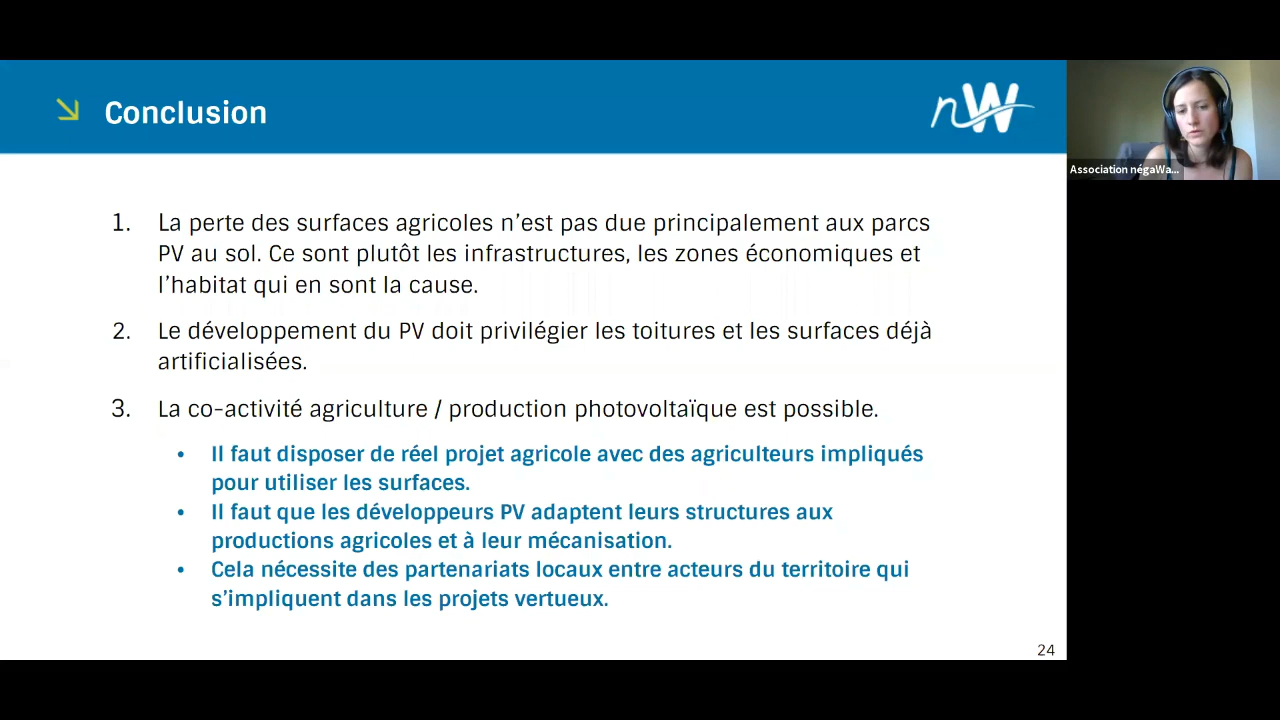 Conclusion
nW
Association négaWa...
1. La perte des surfaces agricoles n'est pas due principalement aux parcs
PV au sol. Ce sont plutôt les infrastructures, les zones économiques et
l'habitat qui en sont la cause.
2. Le développement du PV doit privilégier les toitures et les surfaces déjà
artificialisées.
3. La co-activité agriculture / production photovoltaïque est possible.
• Il faut disposer de réel projet agricole avec des agriculteurs impliqués
pour utiliser les surfaces.
• Il faut que les développeurs PV adaptent leurs structures aux
productions agricoles et à leur mécanisation.
• Cela nécessite des partenariats locaux entre acteurs du territoire qui
s'impliquent dans les projets vertueux.
24